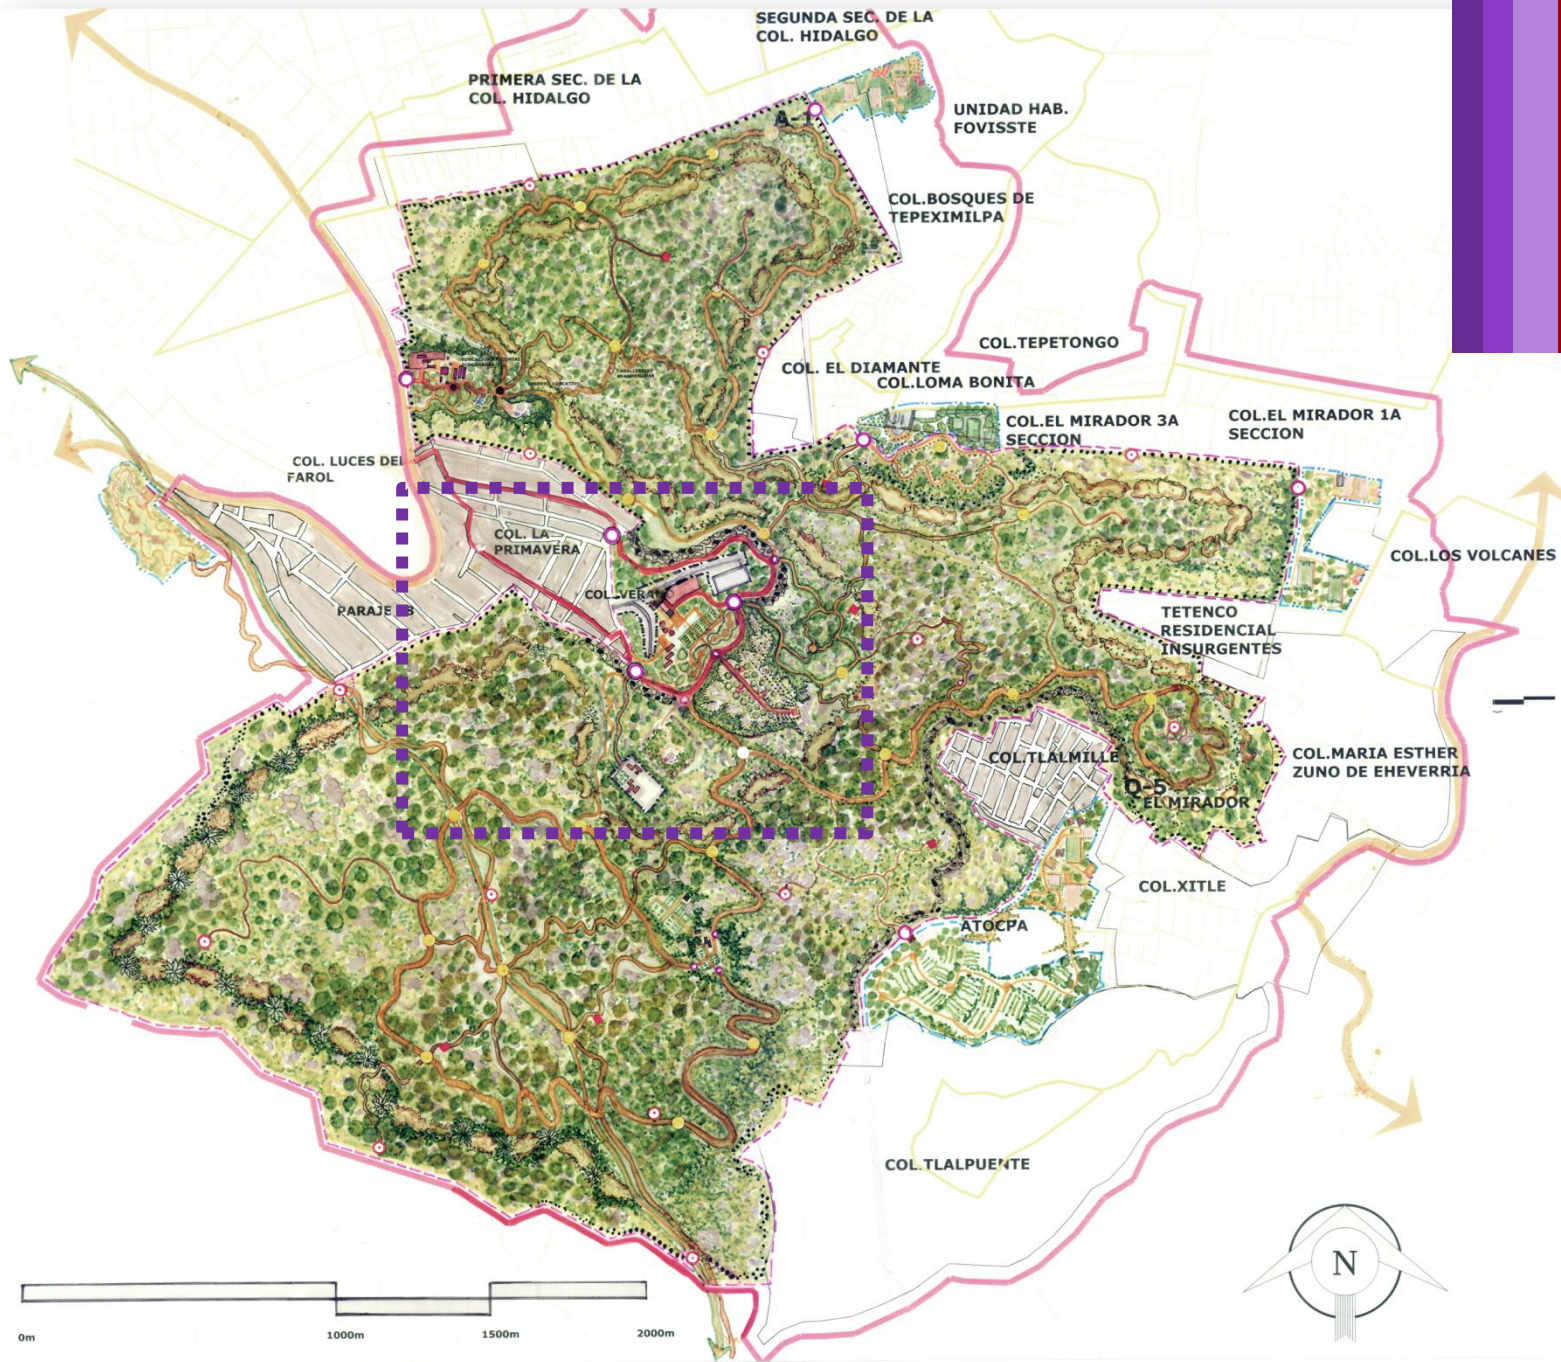 SEGUNDA SEC. DE LA
COL. HIDALGO
PRIMERA SEC. DE LA
COL. HIDALGO
UNIDAD HAB.
FOVISSTE
A-1
COL.BOSQUES DE
TEPEXIMILPA
COL.TEPETONGO
COL. EL DIAMANTE
COL.LOMA BONITA
COL.EL MIRADOR 3A
SECCION
COL.EL MIRADOR 1A
SECCION
COL. LUCES DEL
FAROL
COL. LA
PRIMAVERA
COL.LOS VOLCANES
COL. VERANO
TETENCO
RESIDENCIAL
INSURGENTES
COL.TLALMILLE
COL.MARIA ESTHER
ZUNO DE EHEVERRIA
Q-5
EL MIRADOR
COL.XITLE
ATOCPA
COL.TLALPUENTE
N
0m
1000m
1500m
2000m